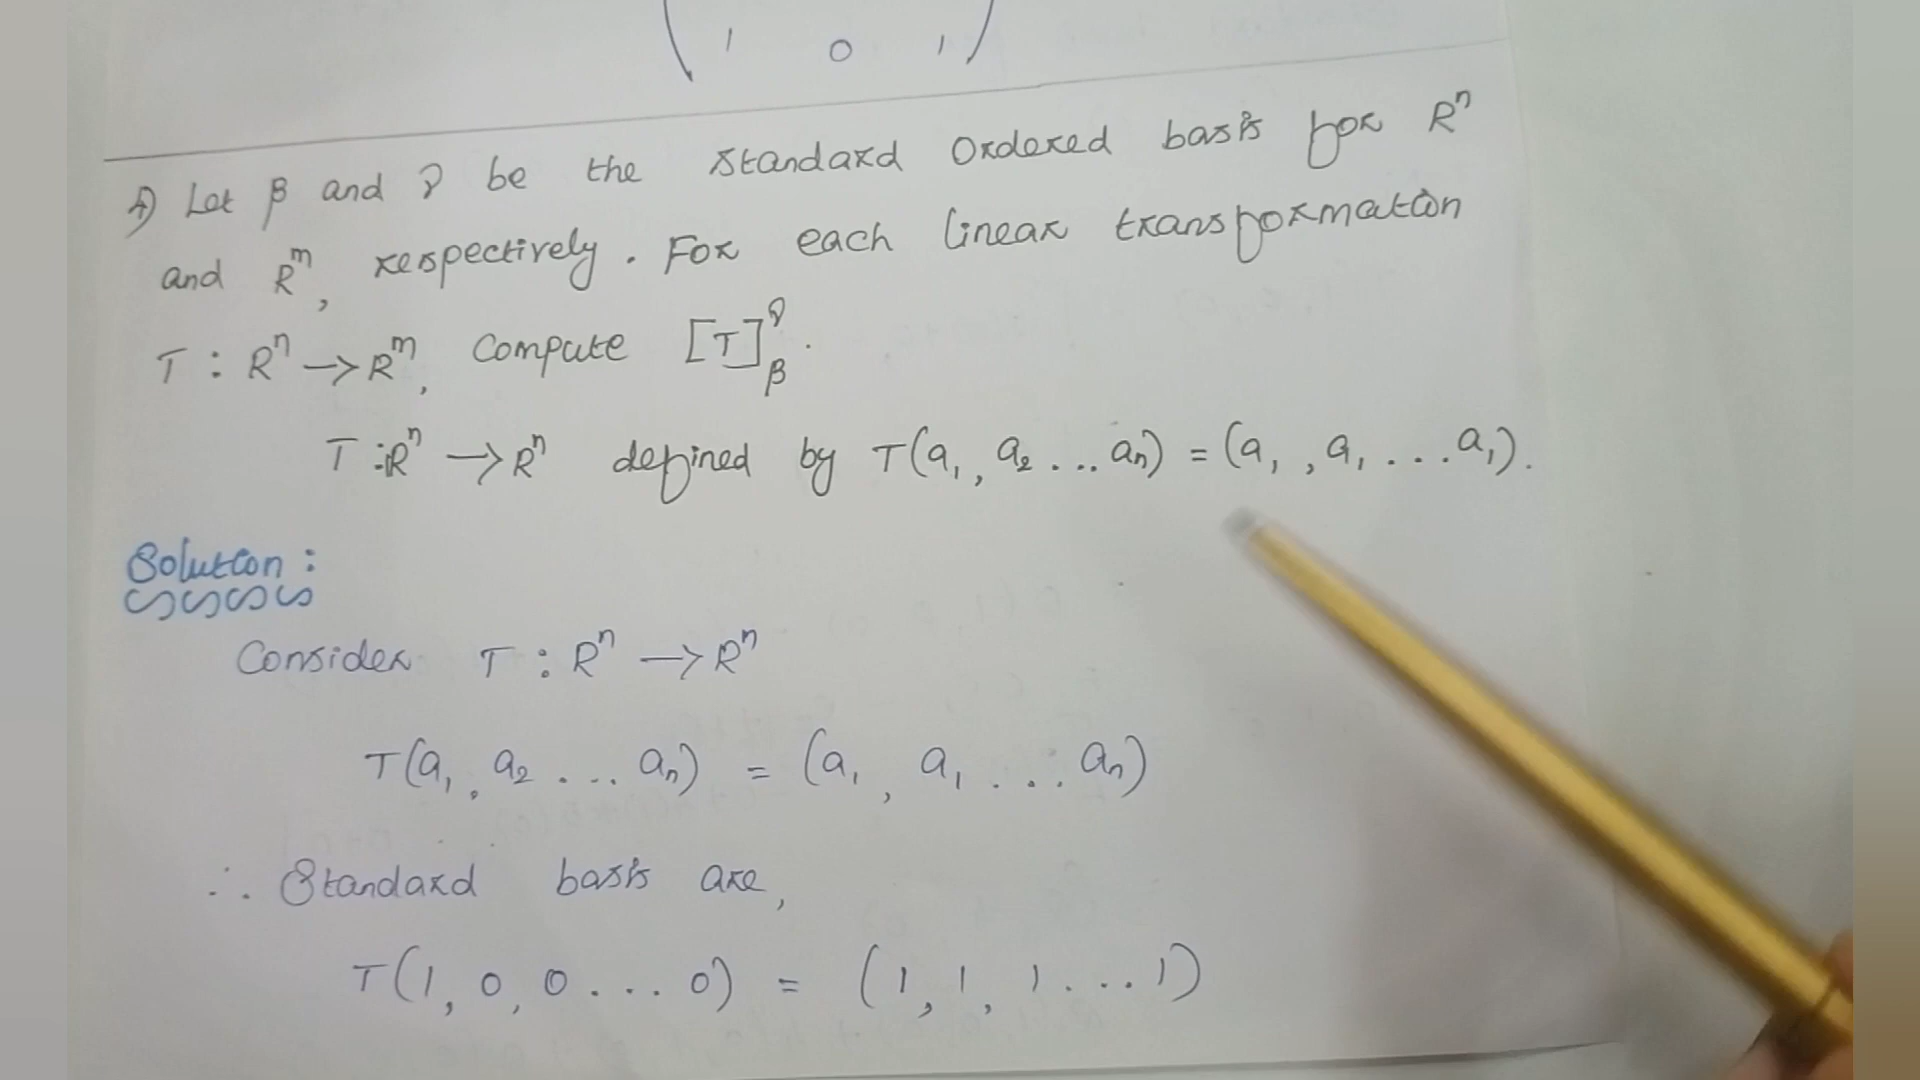 1 0 1
4) Let β and γ be the standard ordered basis for Rⁿ
and Rᵐ, respectively. For each linear transformation
T : Rⁿ → Rᵐ, compute [T]ᵧᵦ.
T : Rⁿ → Rⁿ defined by T(a₁, a₂ ... aₙ) = (a₁, a₁ ... a₁).
Solution :
Consider T : Rⁿ → Rⁿ
T(a₁, a₂ ... aₙ) = (a₁, a₁ ... aₙ)
∴ Standard basis are,
T(1, 0, 0 ... 0) = (1, 1, 1 ... 1)